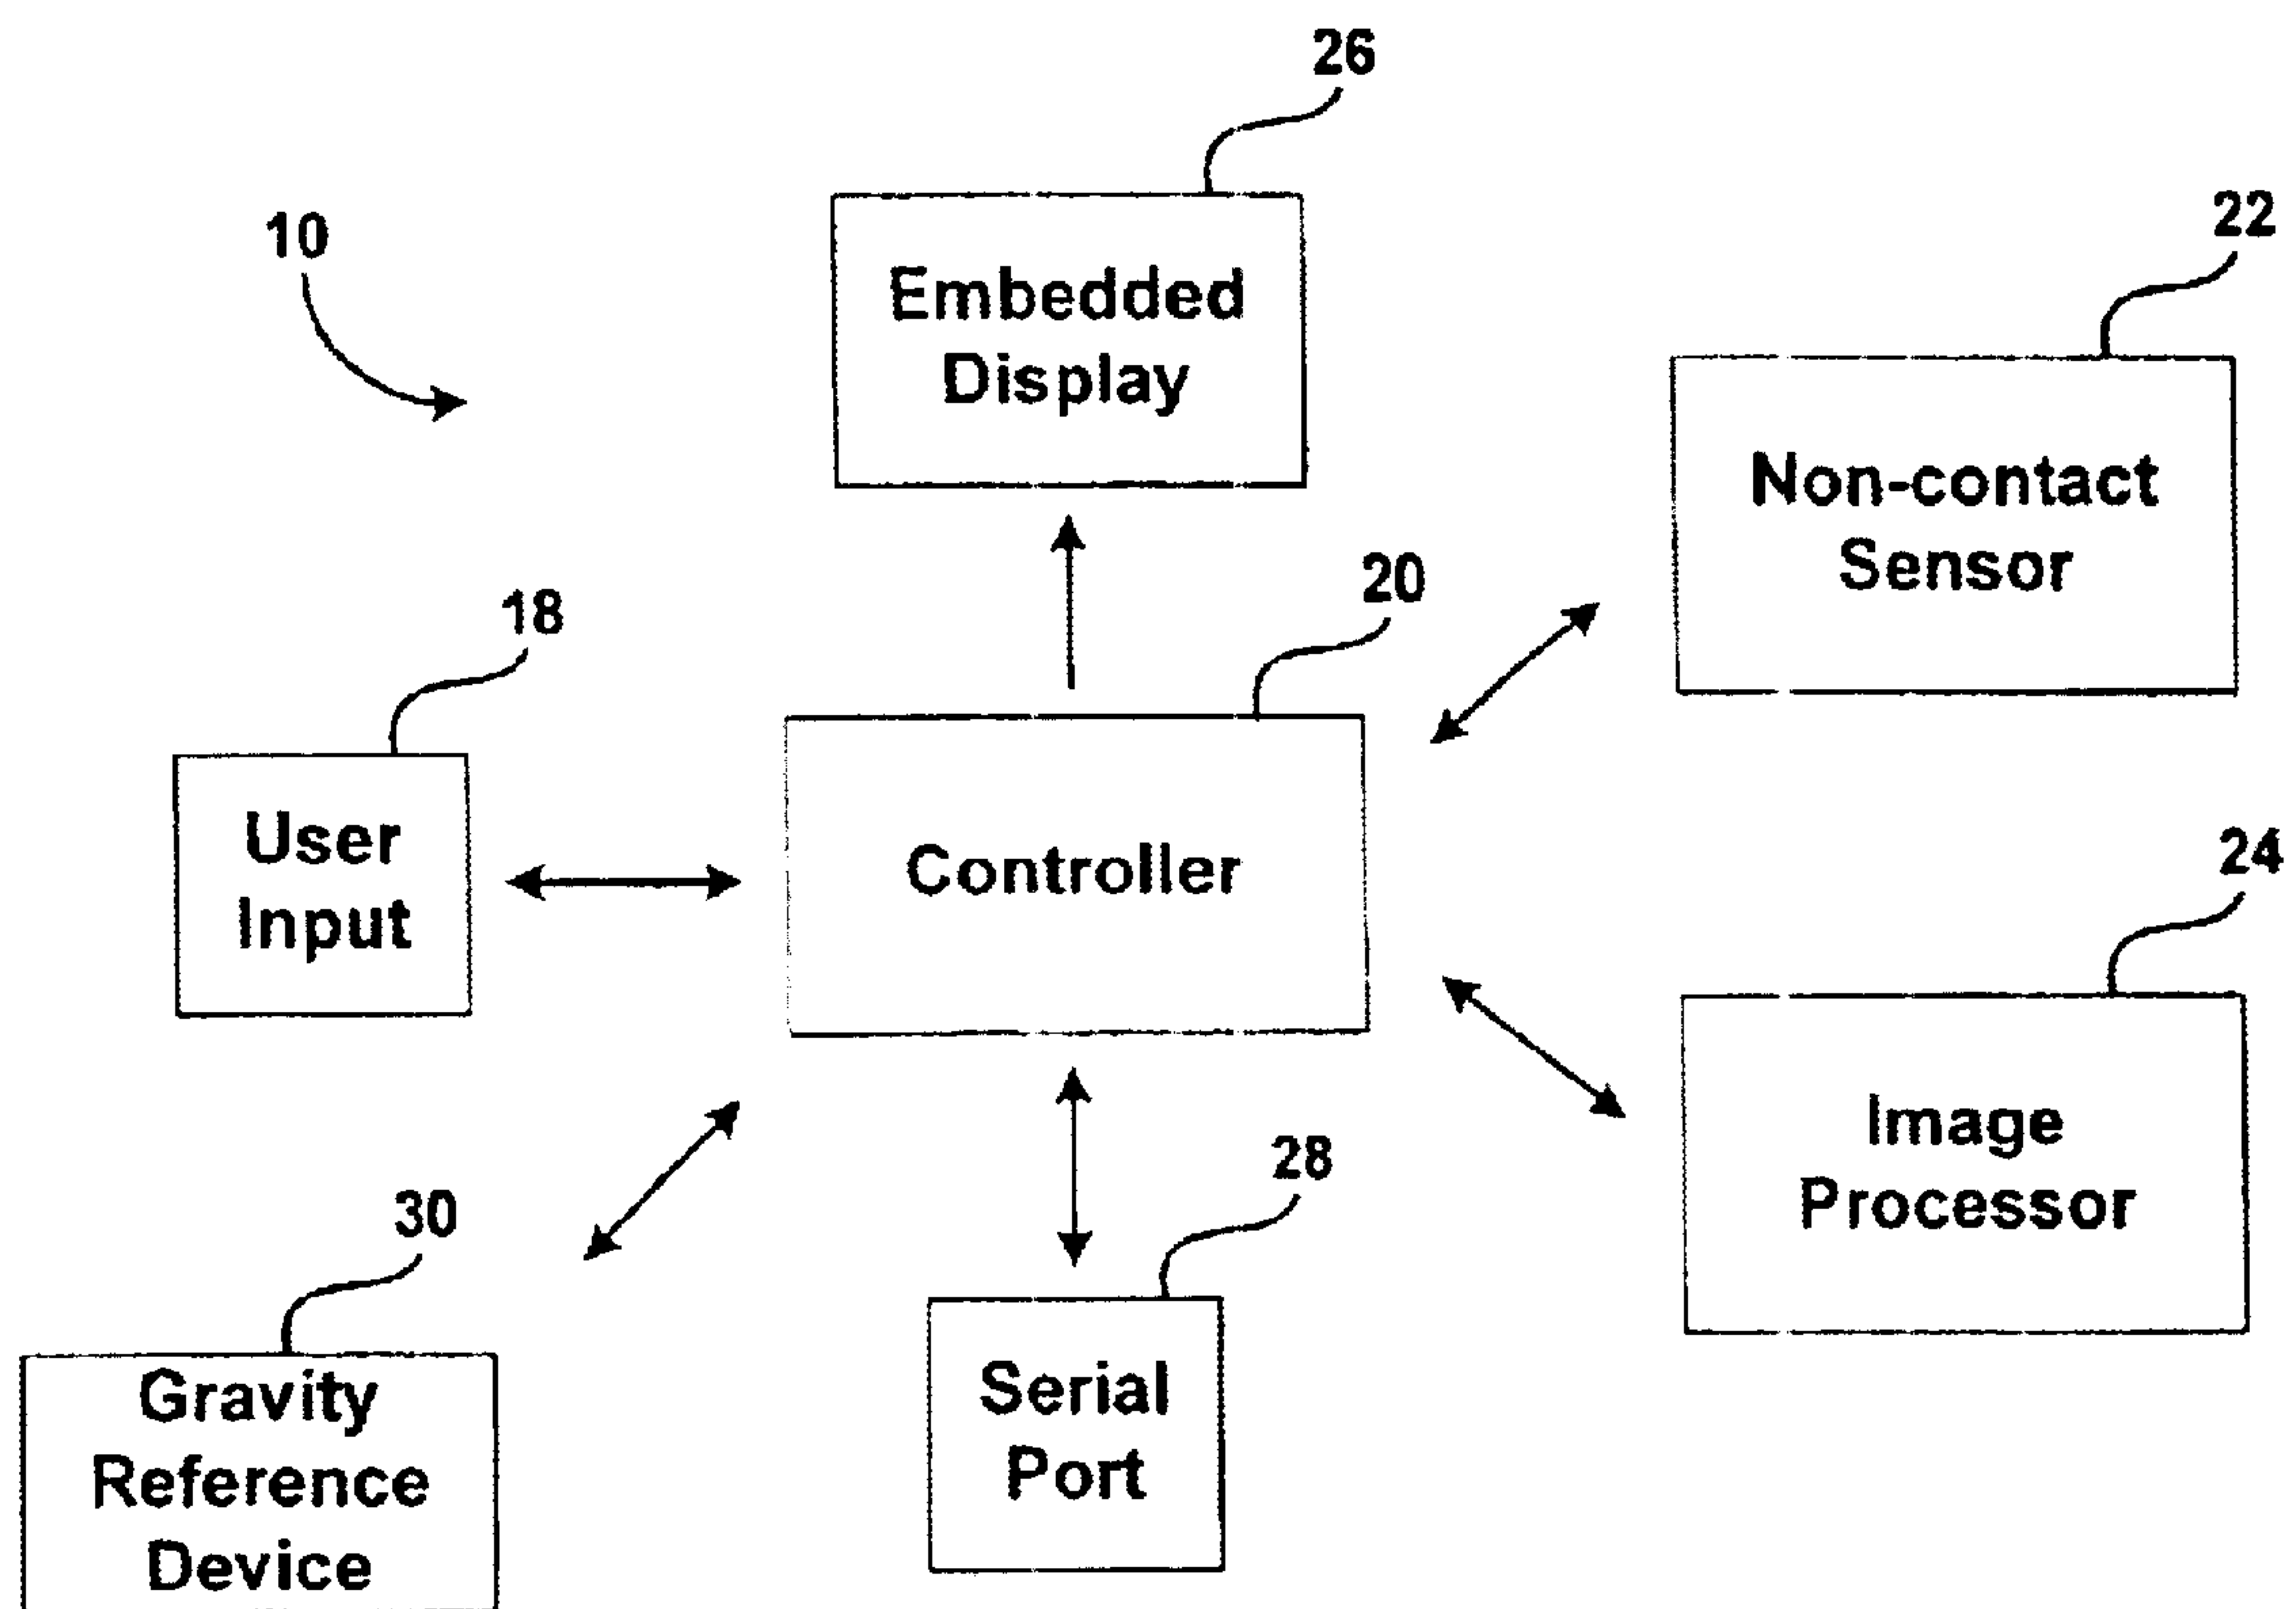 26
10
Embedded
Display
22
Non-contact
Sensor
18
User
Input
20
Controller
24
Image
Processor
30
Gravity
Reference
Device
28
Serial
Port